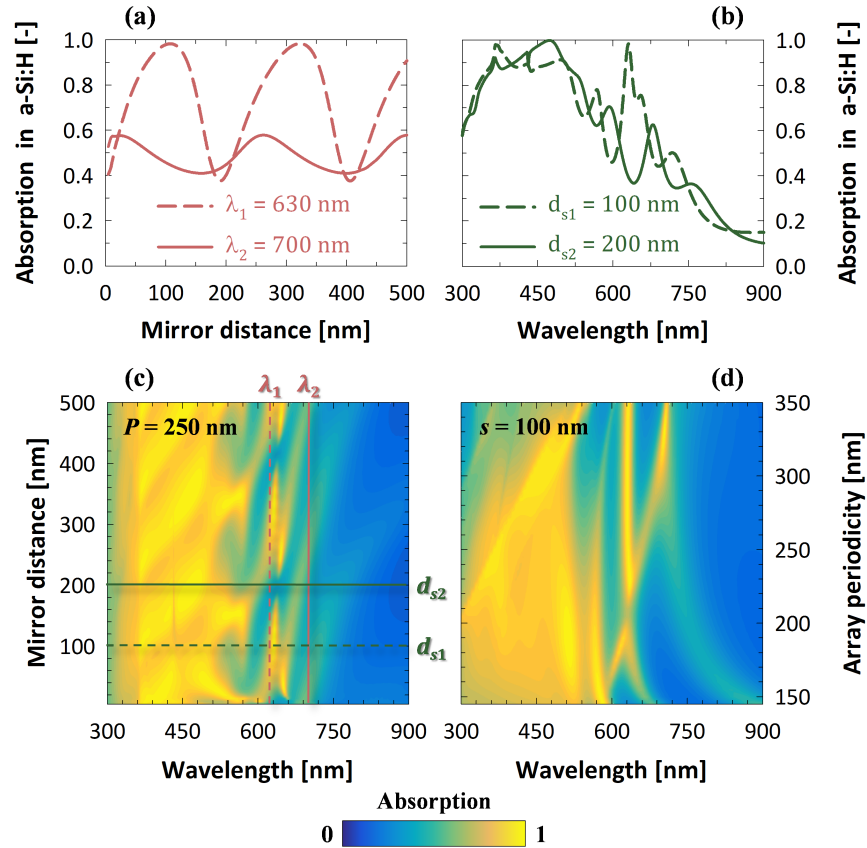 (a)
(b)
Absorption in a-Si:H [-]
1.0
0.8
0.6
0.4
0.2
0.0
λ₁ = 630 nm
λ₂ = 700 nm
0 100 200 300 400 500
Mirror distance [nm]
dₛ₁ = 100 nm
dₛ₂ = 200 nm
300 450 600 750 900
Wavelength [nm]
1.0
0.8
0.6
0.4
0.2
0.0
Absorption in a-Si:H [-]
(c)
λ₁ λ₂
(d)
Mirror distance [nm]
500
400
300
200
100
P = 250 nm
dₛ₂
dₛ₁
300 450 600 750 900
Wavelength [nm]
s = 100 nm
350
300
250
200
150
Array periodicity [nm]
300 450 600 750 900
Wavelength [nm]
Absorption
0 1